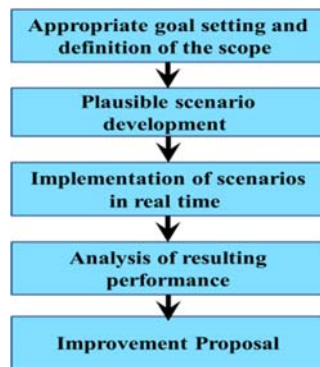 Appropriate goal setting and
definition of the scope
Plausible scenario
development
Implementation of scenarios
in real time
Analysis of resulting
performance
Improvement Proposal